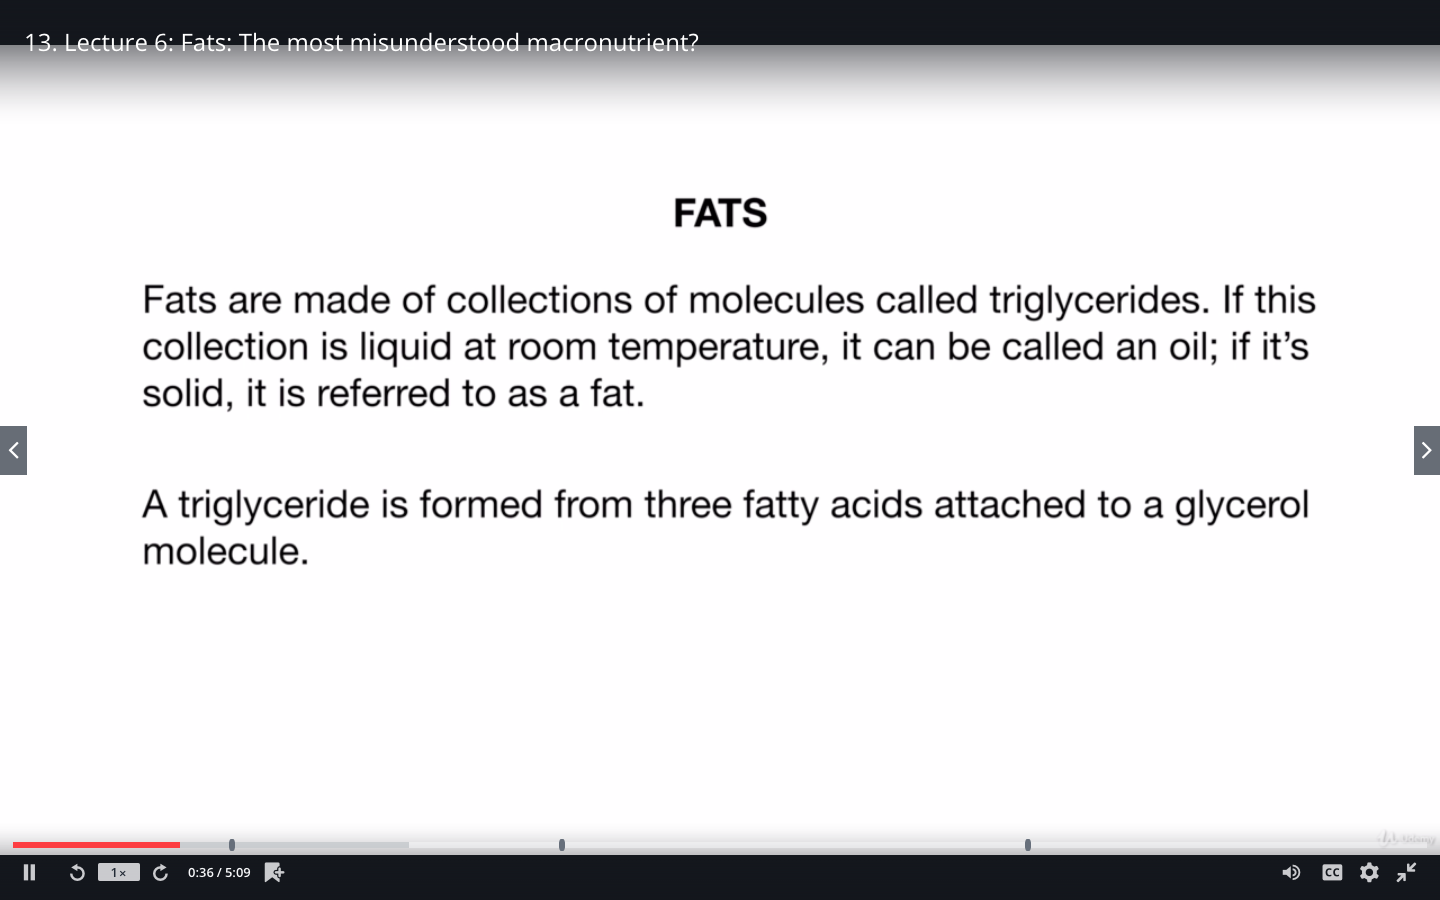 13. Lecture 6: Fats: The most misunderstood macronutrient?
FATS
Fats are made of collections of molecules called triglycerides. If this
collection is liquid at room temperature, it can be called an oil; if it’s
solid, it is referred to as a fat.
A triglyceride is formed from three fatty acids attached to a glycerol
molecule.
Udemy
1×
0:36 / 5:09
CC